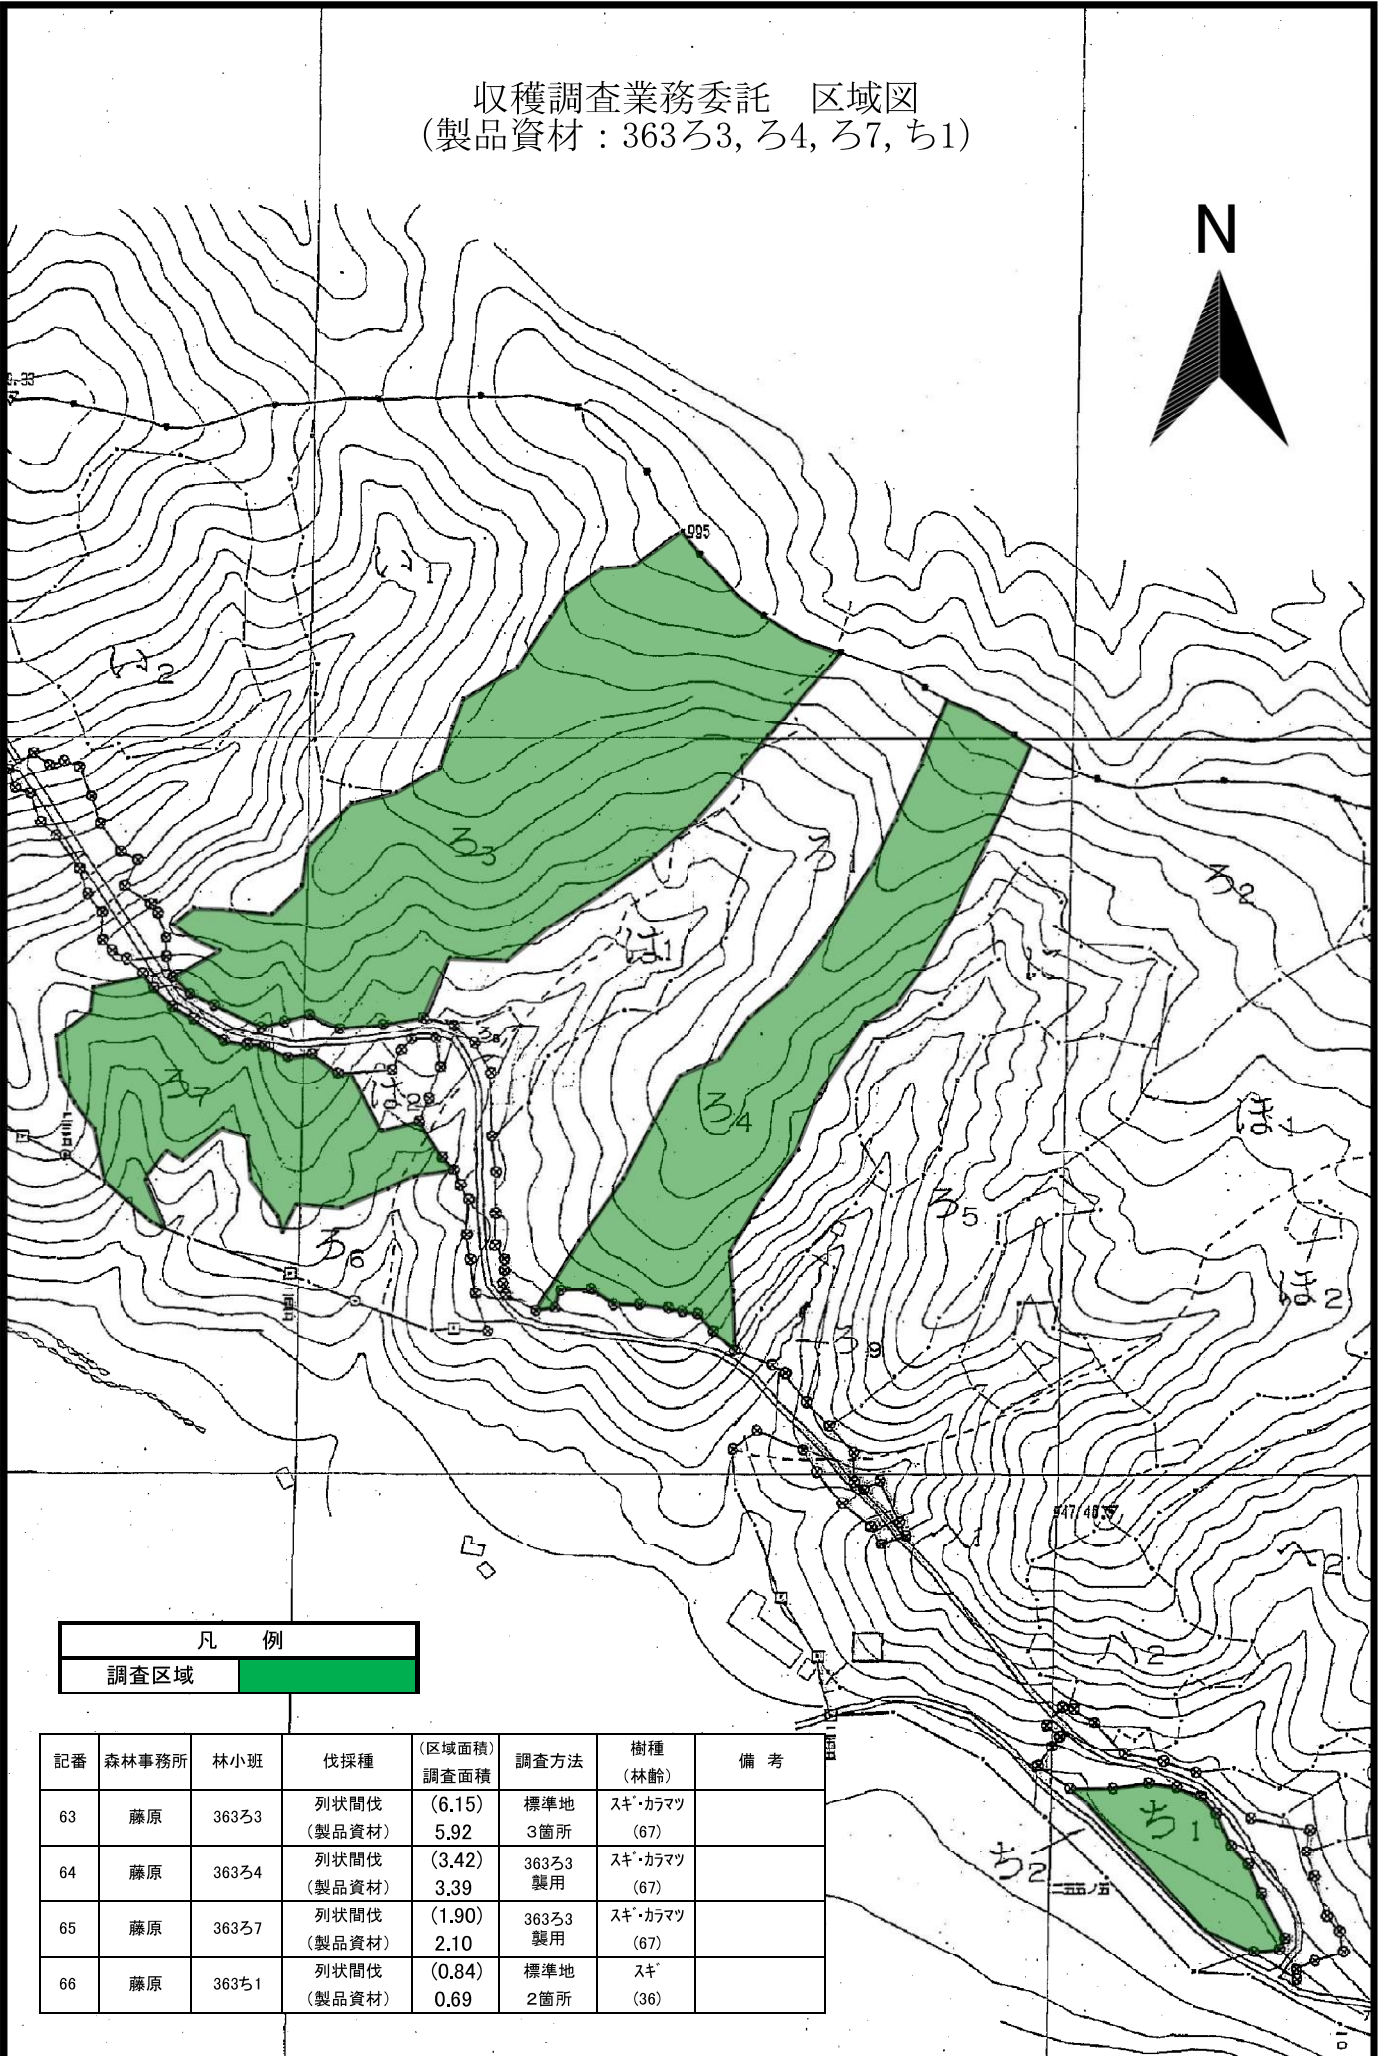 収穫調査業務委託　区域図
(製品資材：363ろ3, ろ4, ろ7, ち1)
N
995
い1
い2
ろ3
ろ
ろ2
は1
に
ろ8
ろ7
は2
ろ4
ほ1
ろ5
ろ6
ほ2
ろ9
947.48
へ2
ち1
ち2
凡　例
調査区域
記番 森林事務所 林小班 伐採種 (区域面積) 調査面積 調査方法 樹種 (林齢) 備 考
63 藤原 363ろ3 列状間伐 (製品資材) (6.15) 5.92 標準地 3箇所 スギ・カラマツ (67)
64 藤原 363ろ4 列状間伐 (製品資材) (3.42) 3.39 363ろ3 襲用 スギ・カラマツ (67)
65 藤原 363ろ7 列状間伐 (製品資材) (1.90) 2.10 363ろ3 襲用 スギ・カラマツ (67)
66 藤原 363ち1 列状間伐 (製品資材) (0.84) 0.69 標準地 2箇所 スギ (36)